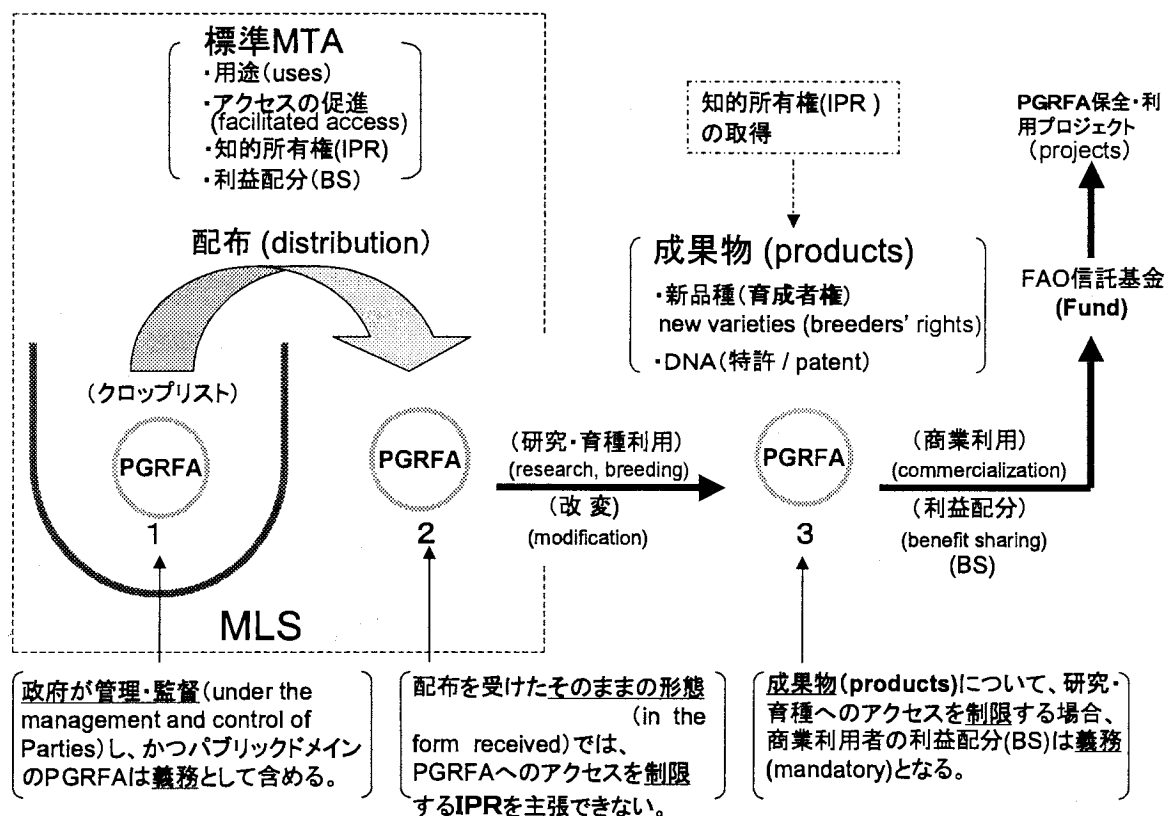 標準MTA
・用途(uses)
・アクセスの促進
(facilitated access)
・知的所有権(IPR)
・利益配分(BS)
配布 (distribution)
(クロップリスト)
PGRFA
1
PGRFA
2
MLS
(研究・育種利用)
(research, breeding)
(改 変)
(modification)
知的所有権(IPR )
の取得
成果物 (products)
・新品種(育成者権)
new varieties (breeders' rights)
・DNA(特許 / patent)
PGRFA
3
(商業利用)
(commercialization)
(利益配分)
(benefit sharing)
(BS)
PGRFA保全・利
用プロジェクト
(projects)
FAO信託基金
(Fund)
政府が管理・監督(under the
management and control of
Parties)し、かつパブリックドメイン
のPGRFAは義務として含める。
配布を受けたそのままの形態
(in the
form received)では、
PGRFAへのアクセスを制限
するIPRを主張できない。
成果物(products)について、研究・
育種へのアクセスを制限する場合、
商業利用者の利益配分(BS)は義務
(mandatory)となる。